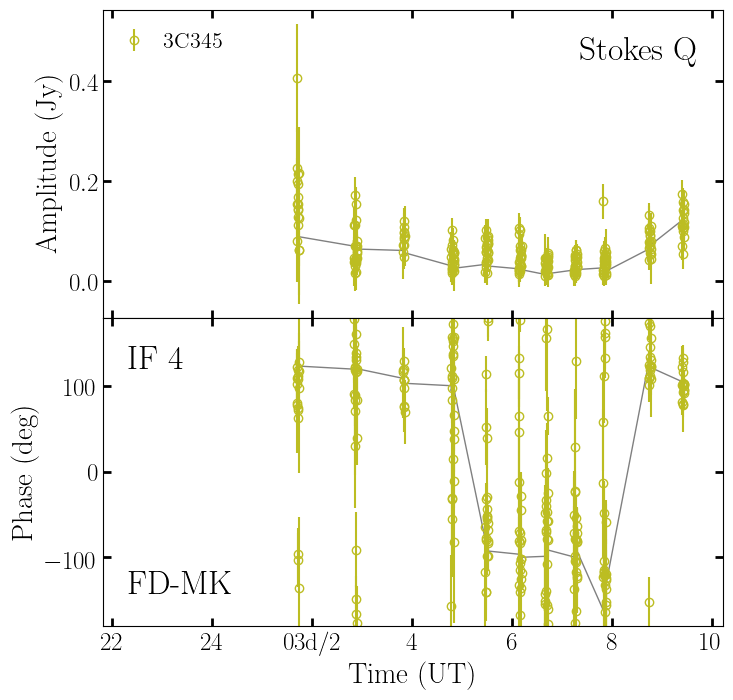 3C345
Stokes Q
0.4
0.2
0.0
Amplitude (Jy)
IF 4
100
0
−100
Phase (deg)
FD-MK
22 24 03d/2 4 6 8 10
Time (UT)